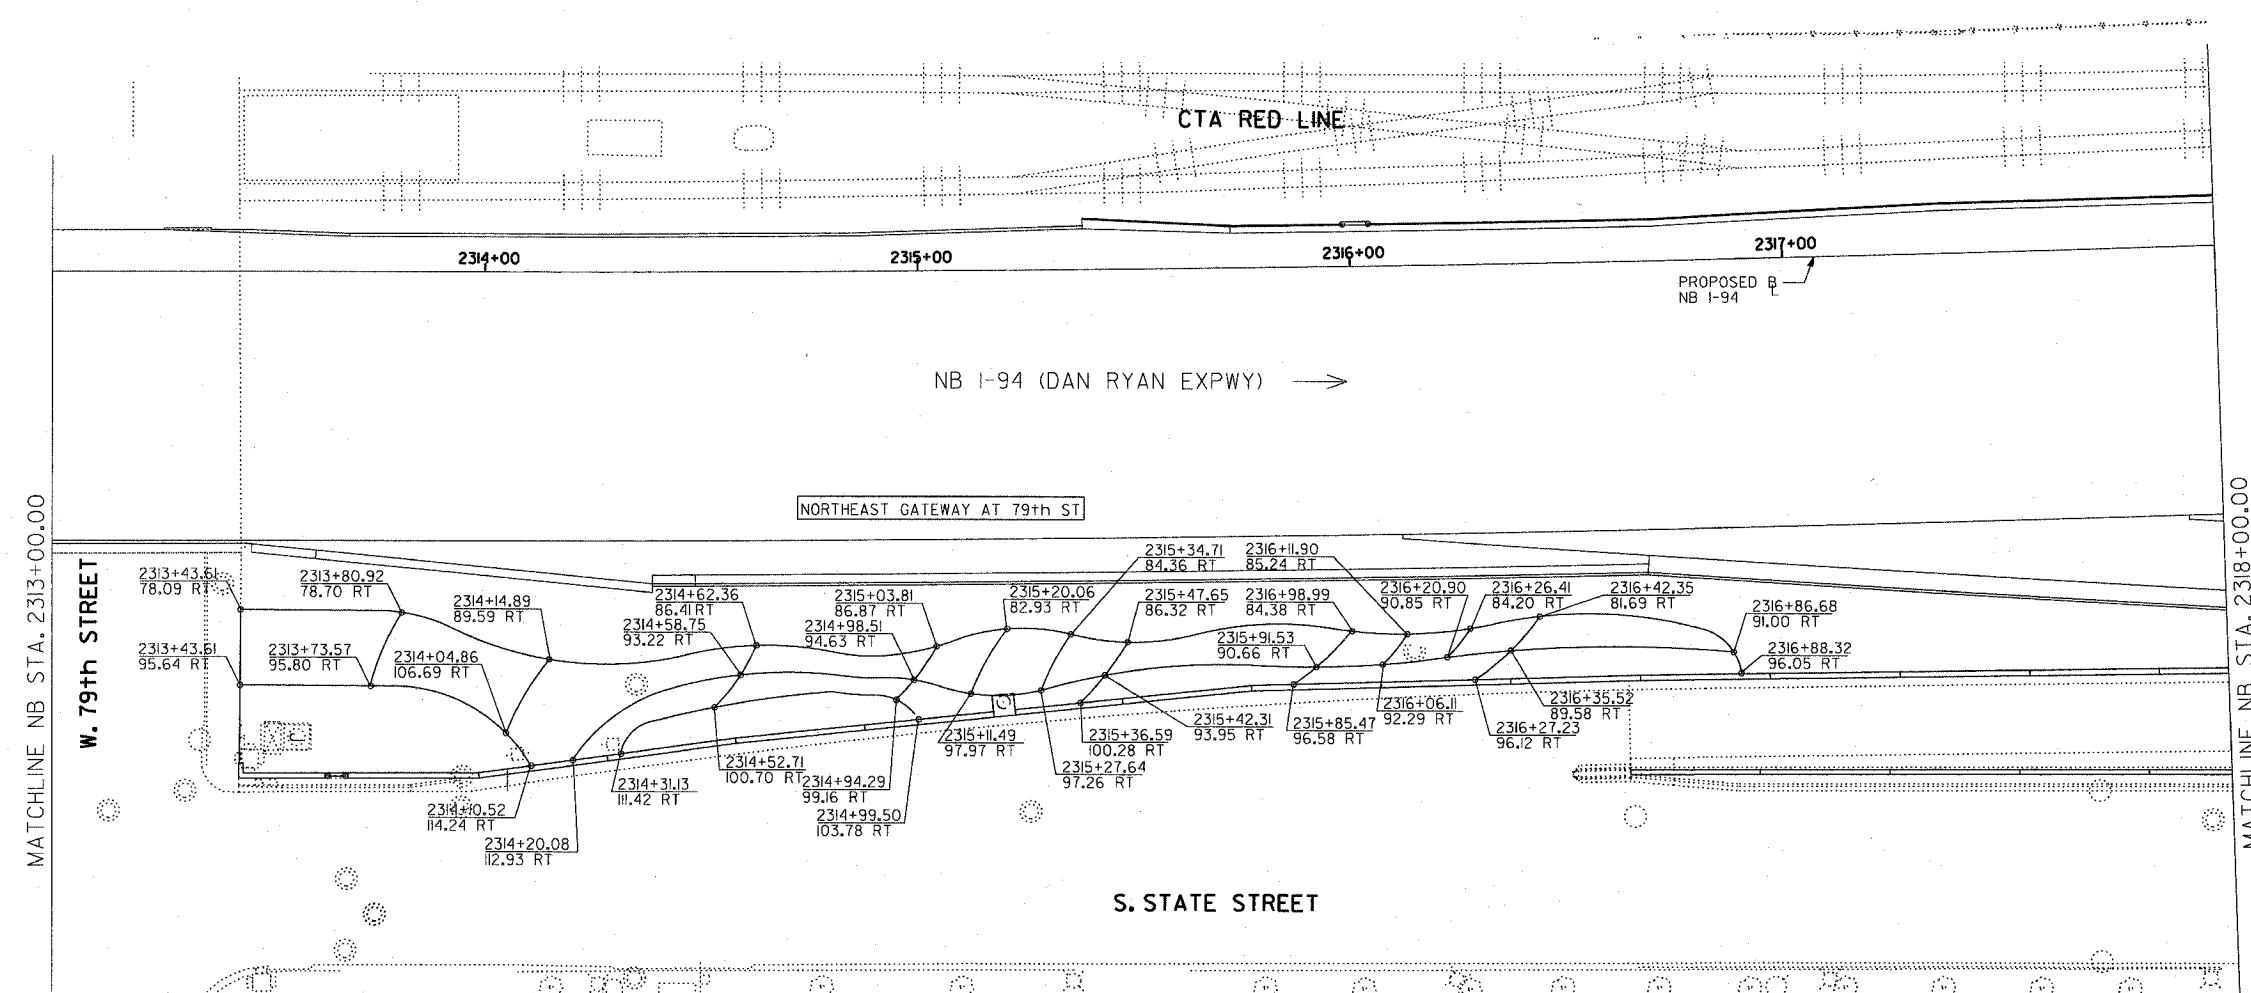 CTA RED LINE
2314+00
2315+00
2316+00
2317+00
PROPOSED B
L
NB I-94
NB I-94 (DAN RYAN EXPWY)
NORTHEAST GATEWAY AT 79th ST
MATCHLINE NB STA. 2313+00.00
W. 79th STREET
2313+43.61
78.09 RT
2313+80.92
78.70 RT
2314+14.89
89.59 RT
2314+62.36
86.41 RT
2314+58.75
93.22 RT
2315+03.81
86.87 RT
2314+98.51
94.63 RT
2315+20.06
82.93 RT
2315+34.71
84.36 RT
2316+11.90
85.24 RT
2315+47.65
86.32 RT
2316+98.99
84.38 RT
2315+91.53
90.66 RT
2316+20.90
90.85 RT
2316+26.41
84.20 RT
2316+42.35
81.69 RT
2316+86.68
91.00 RT
2316+88.32
96.05 RT
2313+43.61
95.64 RT
2313+73.57
95.80 RT
2314+04.86
106.69 RT
2314+10.52
114.24 RT
2314+20.08
112.93 RT
2314+31.13
111.42 RT
2314+52.71
100.70 RT
2314+94.29
99.16 RT
2314+99.50
103.78 RT
2315+11.49
97.97 RT
2315+27.64
97.26 RT
2315+36.59
100.28 RT
2315+42.31
93.95 RT
2315+85.47
96.58 RT
2316+06.11
92.29 RT
2316+27.23
96.12 RT
2316+35.52
89.58 RT
S. STATE STREET
MATCHLINE NB STA. 2318+00.00